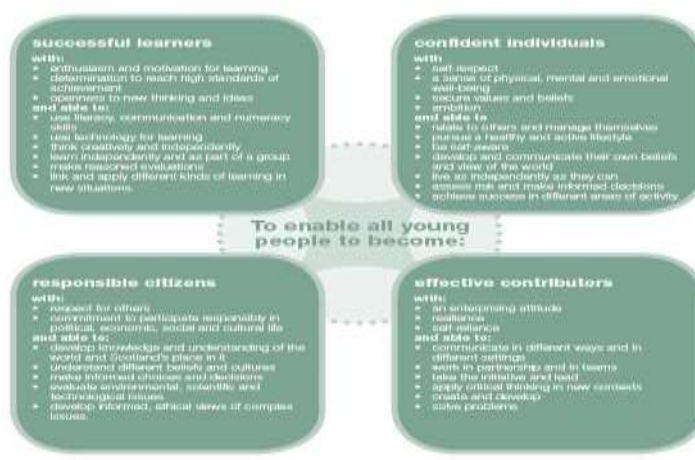 successful learners
with:
• enthusiasm and motivation for learning
• determination to reach high standards of
achievement
• openness to new thinking and ideas
and able to:
• use literacy, communication and numeracy
skills
• use technology for learning
• think creatively and independently
• learn independently and as part of a group
• make reasoned evaluations
• link and apply different kinds of learning in
new situations.
confident individuals
with
• self-respect
• a sense of physical, mental and emotional
well-being
• secure values and beliefs
• ambition
and able to
• relate to others and manage themselves
• pursue a healthy and active lifestyle
• be self-aware
• develop and communicate their own beliefs
and view of the world
• live as independently as they can
• assess risk and make informed decisions
• achieve success in different areas of activity
To enable all young
people to become:
responsible citizens
with:
• respect for others
• commitment to participate responsibly in
political, economic, social and cultural life
and able to:
• develop knowledge and understanding of the
world and Scotland's place in it
• understand different beliefs and cultures
• make informed choices and decisions
• evaluate environmental, scientific and
technological issues
• develop informed, ethical views of complex
issues.
effective contributors
with:
• an enterprising attitude
• resilience
• self-reliance
and able to:
• communicate in different ways and in
different settings
• work in partnership and in teams
• take the initiative and lead
• apply critical thinking in new contexts
• create and develop
• solve problems